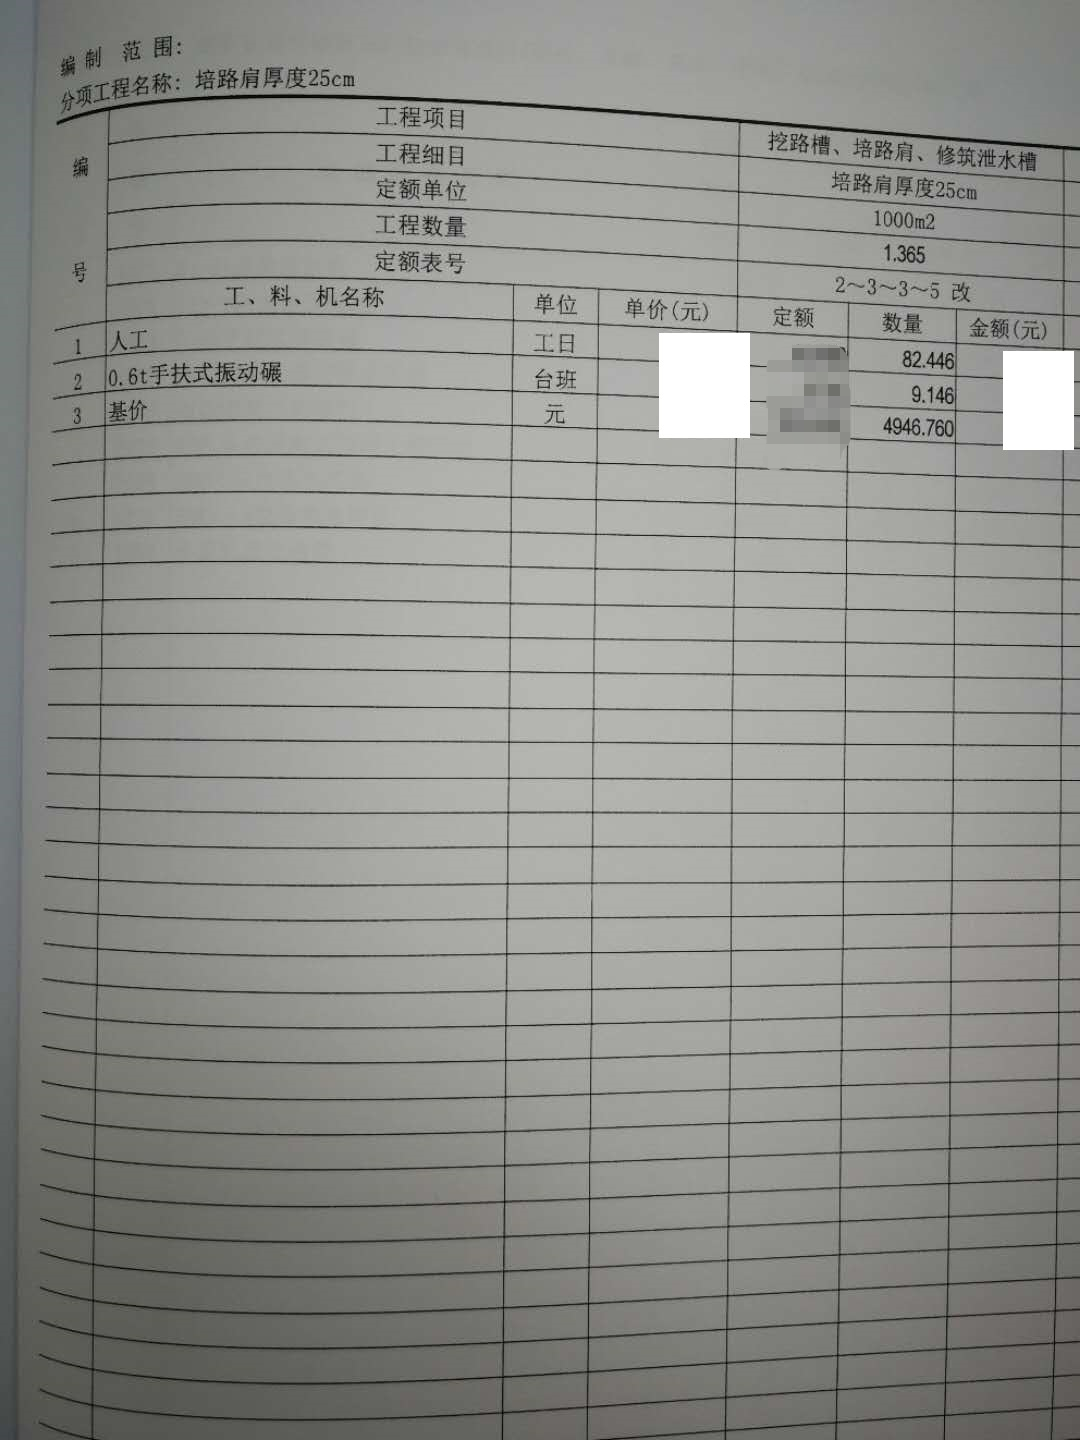 编 制 范 围:
分项工程名称: 培路肩厚度25cm
编 号
工程项目 挖路槽、培路肩、修筑泄水槽
工程细目 培路肩厚度25cm
定额单位 1000m2
工程数量 1.365
定额表号 2～3～3～5 改
工、料、机名称 单位 单价(元) 定额 数量 金额(元)
1 人工 工日 82.446
2 0.6t手扶式振动碾 台班 9.146
3 基价 元 4946.760